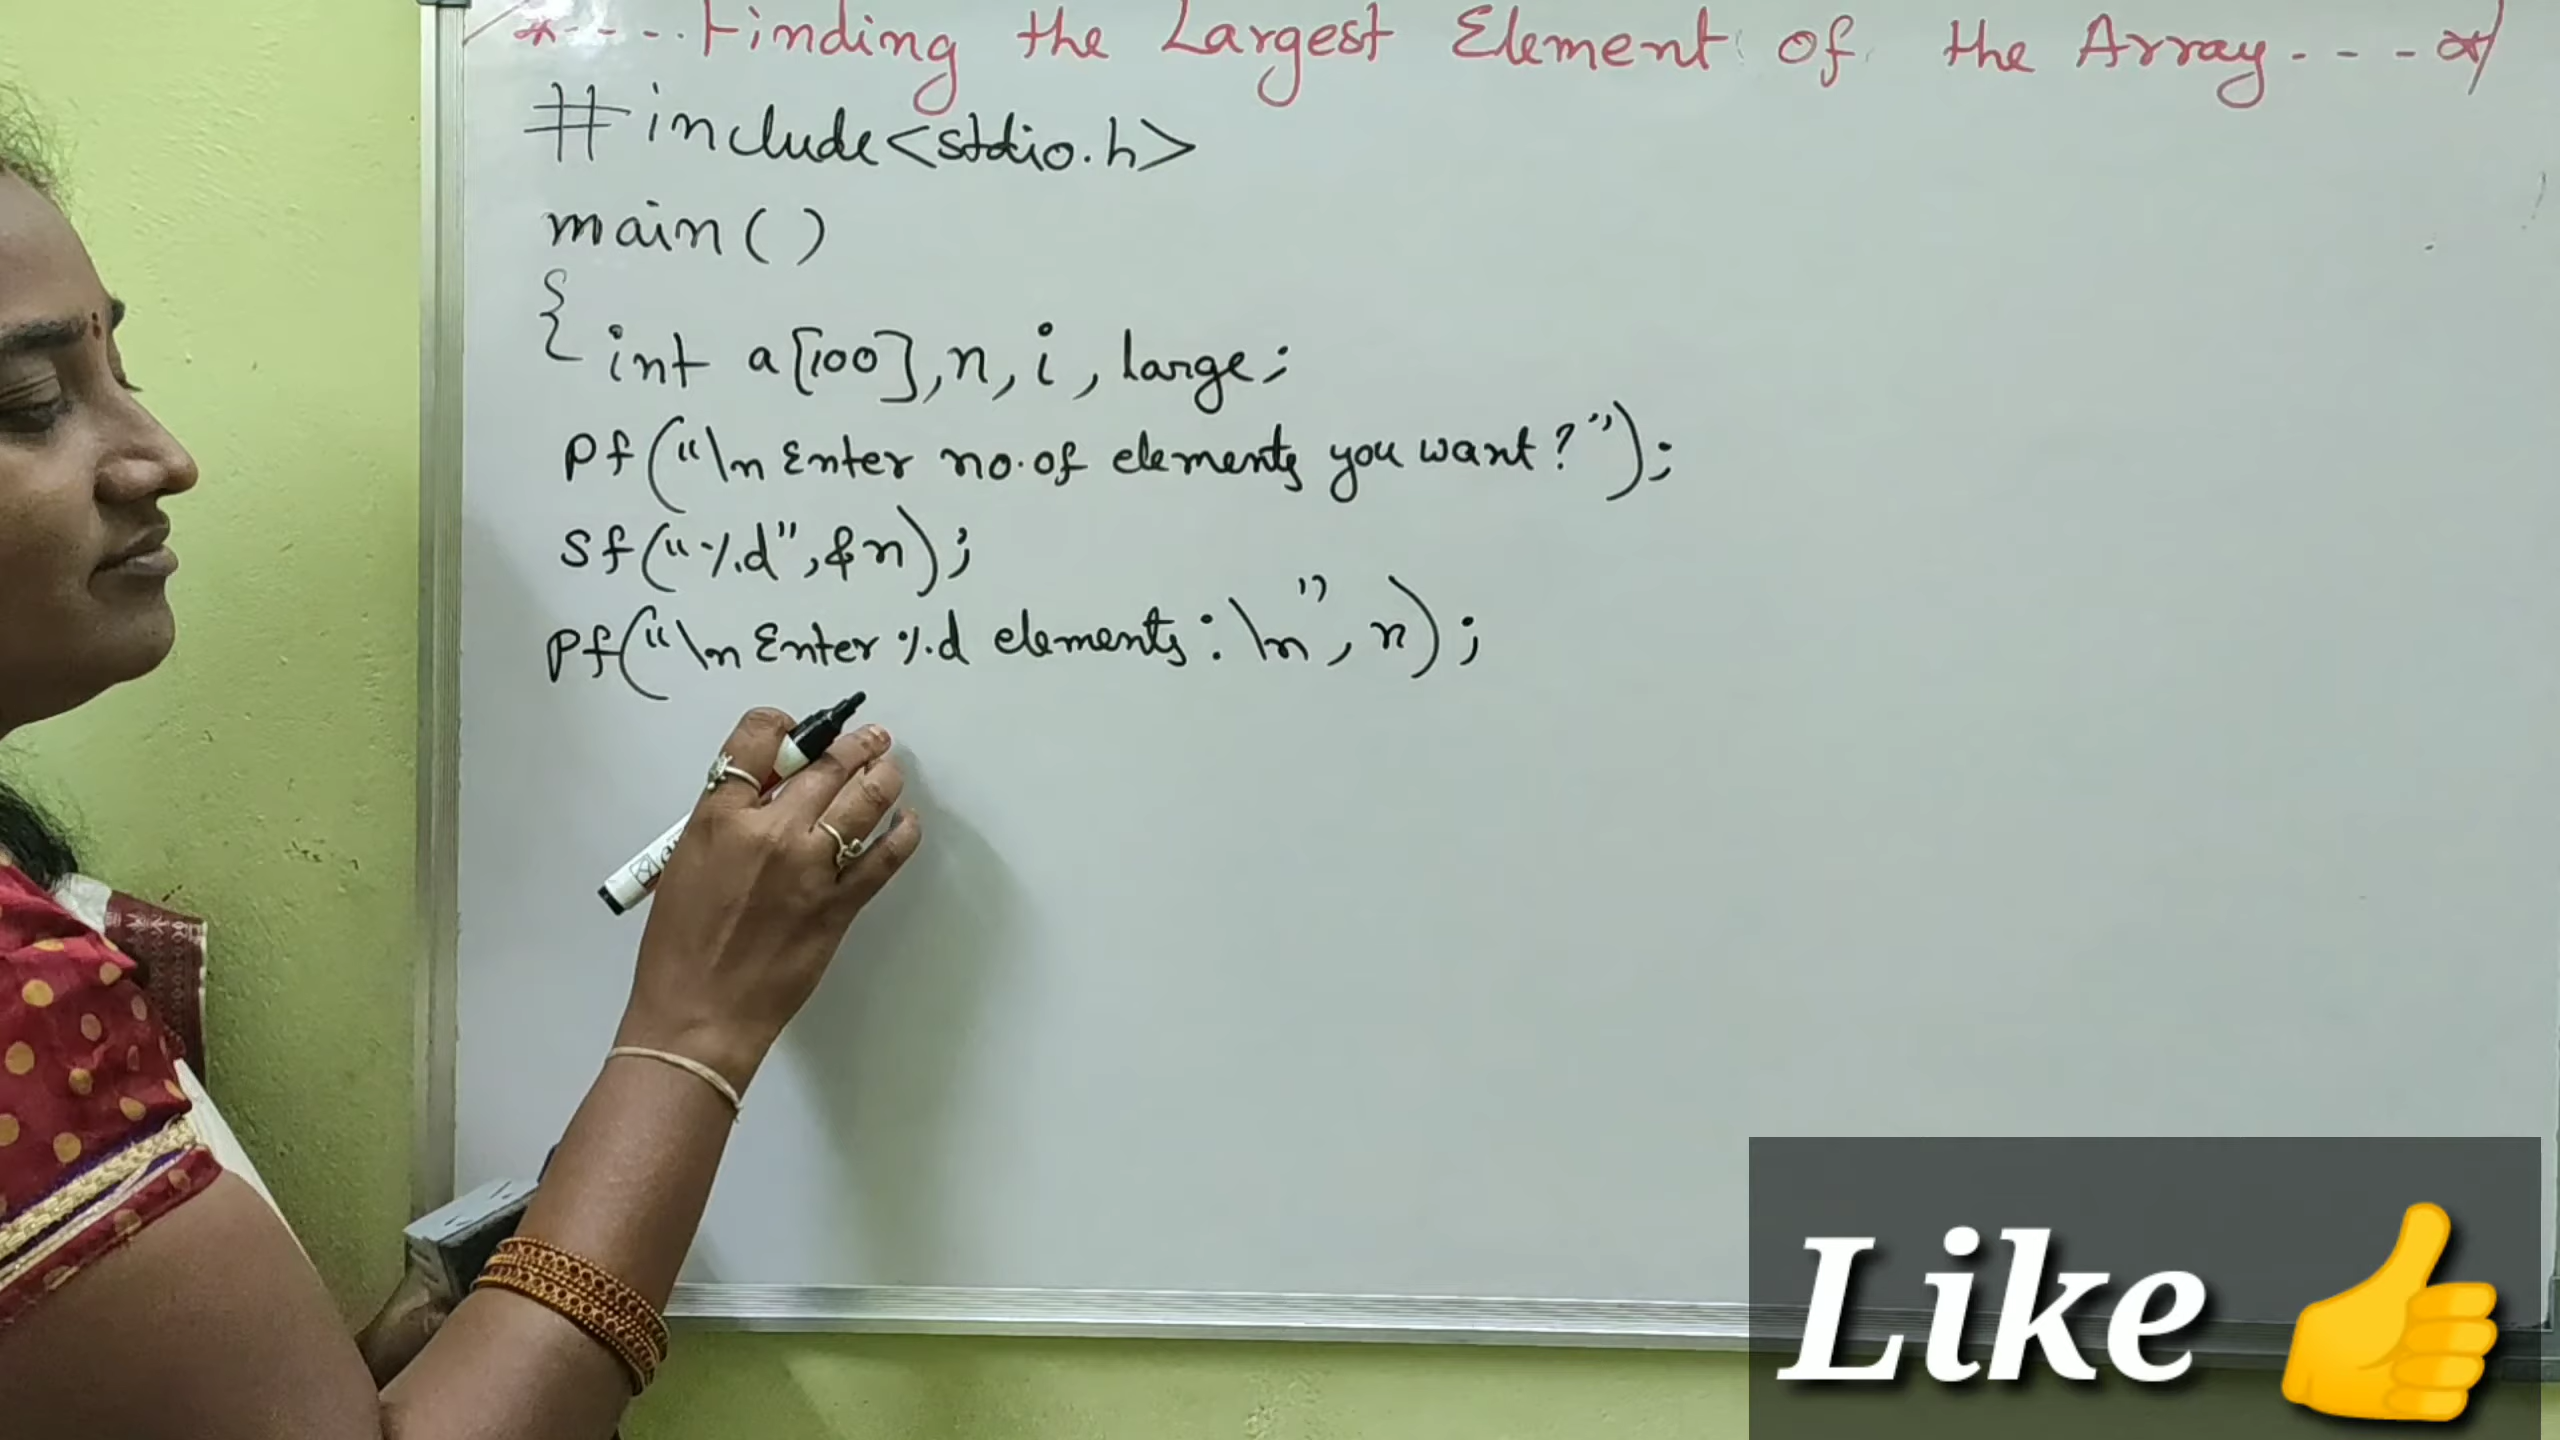 /*....Finding the Largest Element of the Array...*/
#include<stdio.h>
main()
{
int a[100],n,i,large;
Pf("\n Enter no.of elements you want?");
Sf("%d",&n);
Pf("\n Enter %d elements:\n",n);
Like